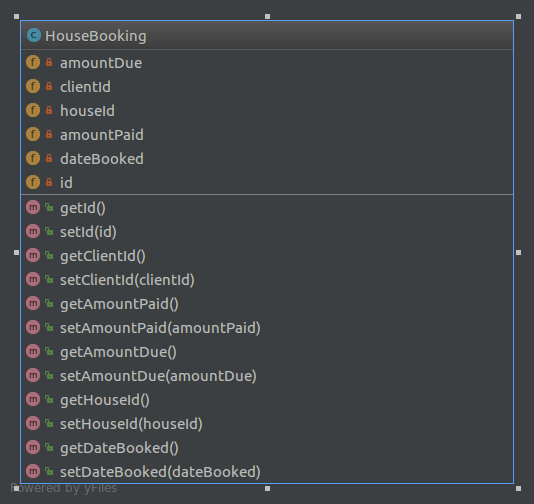 HouseBooking
amountDue
clientId
houseId
amountPaid
dateBooked
id
getId()
setId(id)
getClientId()
setClientId(clientId)
getAmountPaid()
setAmountPaid(amountPaid)
getAmountDue()
setAmountDue(amountDue)
getHouseId()
setHouseId(houseId)
getDateBooked()
setDateBooked(dateBooked)
Powered by yFiles